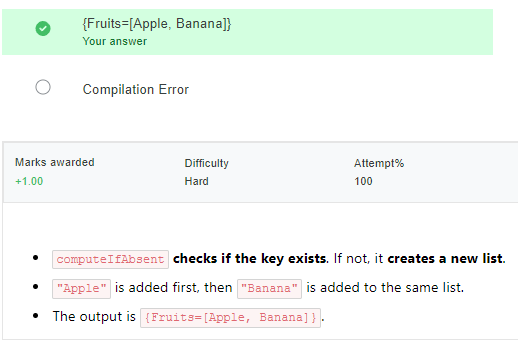 {Fruits=[Apple, Banana]}
Your answer
Compilation Error
Marks awarded Difficulty Attempt%
+1.00 Hard 100
• computeIfAbsent checks if the key exists. If not, it creates a new list.
• "Apple" is added first, then "Banana" is added to the same list.
• The output is {Fruits=[Apple, Banana]}.